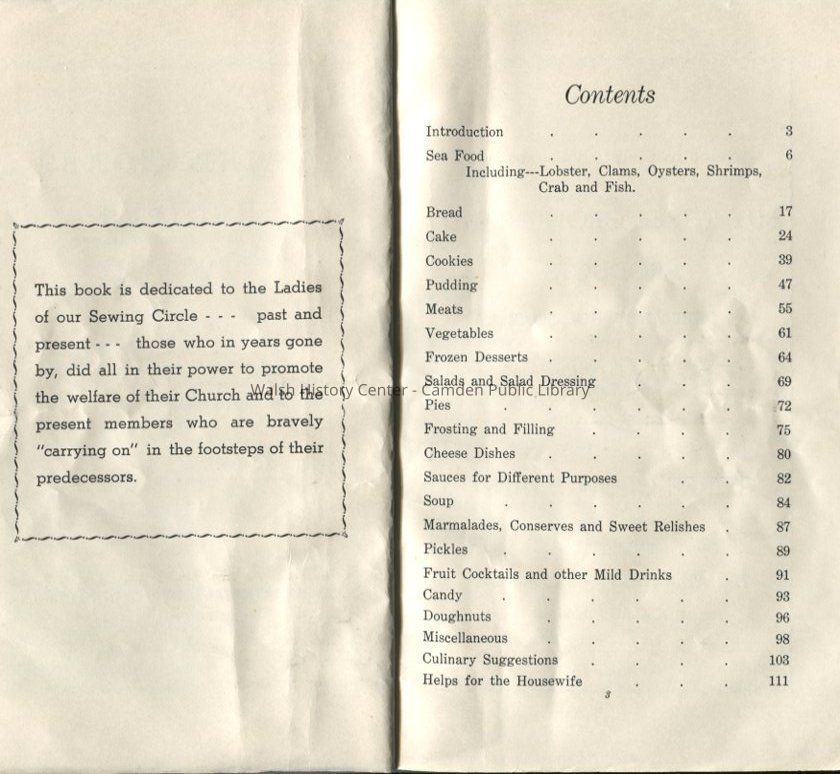 This book is dedicated to the Ladies
of our Sewing Circle - - - past and
present - - - those who in years gone
by, did all in their power to promote
the welfare of their Church and to the
present members who are bravely
"carrying on" in the footsteps of their
predecessors.
Contents
Introduction . . . . . 3
Sea Food . . . . . 6
Including---Lobster, Clams, Oysters, Shrimps,
Crab and Fish.
Bread . . . . . 17
Cake . . . . . 24
Cookies . . . . . 39
Pudding . . . . . 47
Meats . . . . . 55
Vegetables . . . . . 61
Frozen Desserts . . . . . 64
Salads and Salad Dressing . . . 69
Pies . . . . . . 72
Frosting and Filling . . . . 75
Cheese Dishes . . . . . 80
Sauces for Different Purposes . . 82
Soup . . . . . . 84
Marmalades, Conserves and Sweet Relishes . 87
Pickles . . . . . . 89
Fruit Cocktails and other Mild Drinks . 91
Candy . . . . . . 93
Doughnuts . . . . . 96
Miscellaneous . . . . . 98
Culinary Suggestions . . . . 103
Helps for the Housewife . . . 111
3
Walsh History Center - Camden Public Library